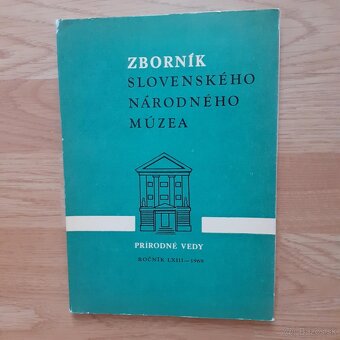 ZBORNÍK
SLOVENSKÉHO
NÁRODNÉHO
MÚZEA
PRÍRODNÉ VEDY
ROČNÍK LXIII—1969